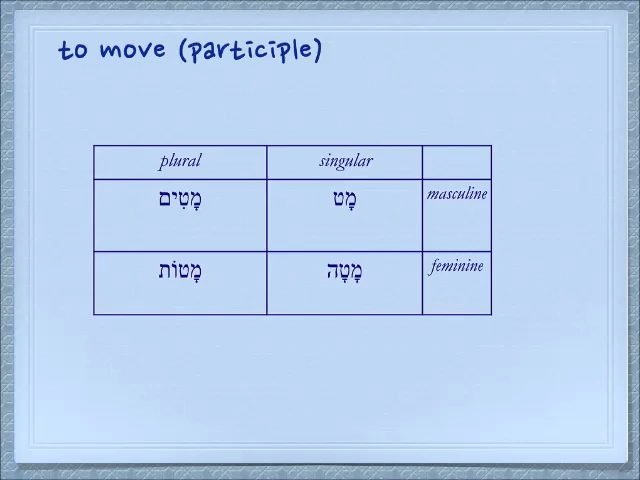 to move (participle)
plural singular
מָטִים מָט masculine
מָטוֹת מָטָה feminine